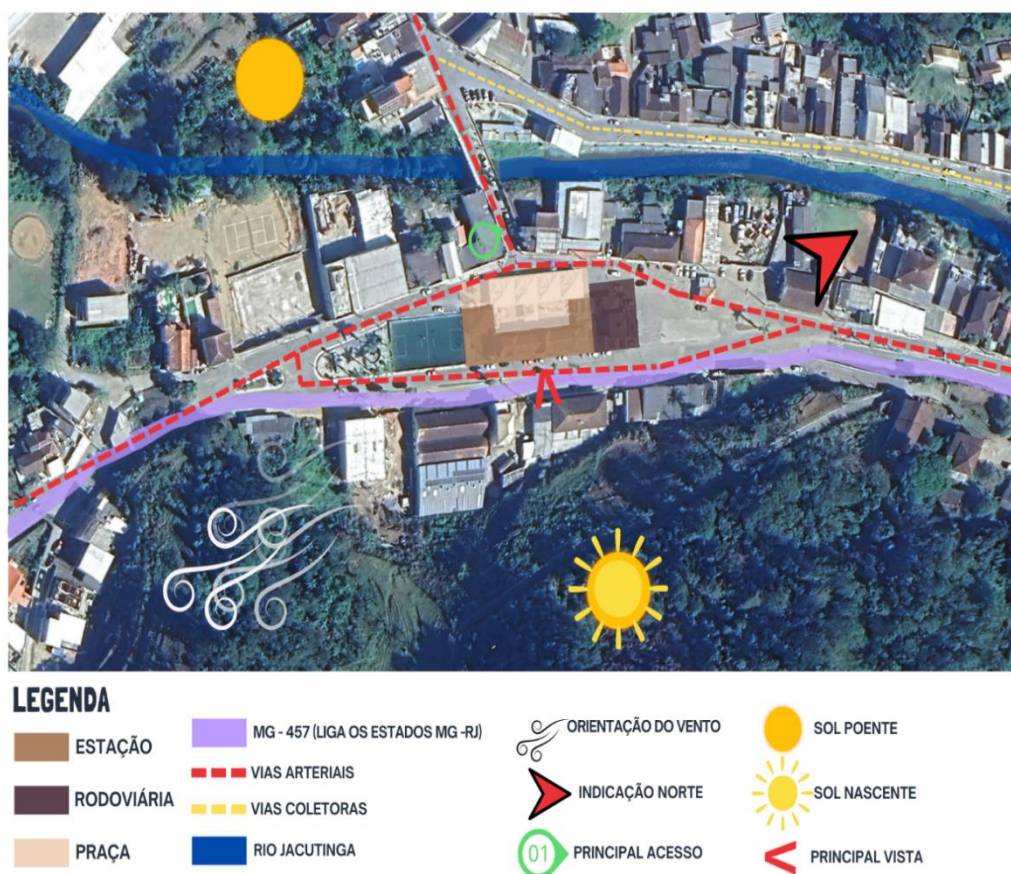 LEGENDA
ESTAÇÃO
RODOVIÁRIA
PRAÇA
MG - 457 (LIGA OS ESTADOS MG -RJ)
VIAS ARTERIAIS
VIAS COLETORAS
RIO JACUTINGA
ORIENTAÇÃO DO VENTO
INDICAÇÃO NORTE
01 PRINCIPAL ACESSO
SOL POENTE
SOL NASCENTE
PRINCIPAL VISTA